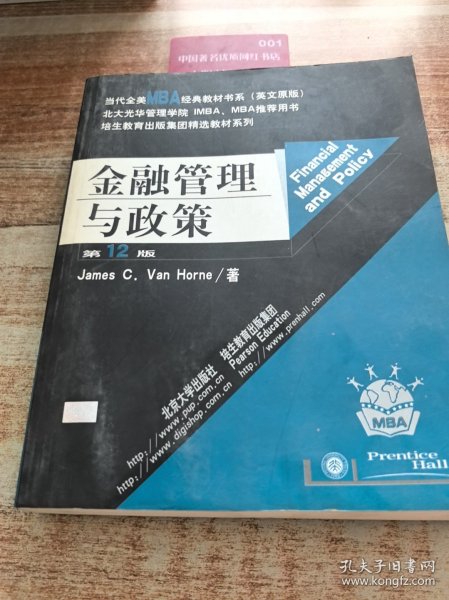 001
中国著名优质网红书店
当代全美MBA经典教材书系（英文原版）
北大光华管理学院 IMBA、MBA推荐用书
培生教育出版集团精选教材系列
金融管理
与政策
Financial
Management
and Policy
第12版
James C. Van Horne/著
北京大学出版社
http://www.pup.com.cn
http://www.digishop.com.cn
培生教育出版集团
Pearson Education
http://www.prenhall.com
MBA
Prentice
Hall
孔夫子旧书网
www.kongfz.com